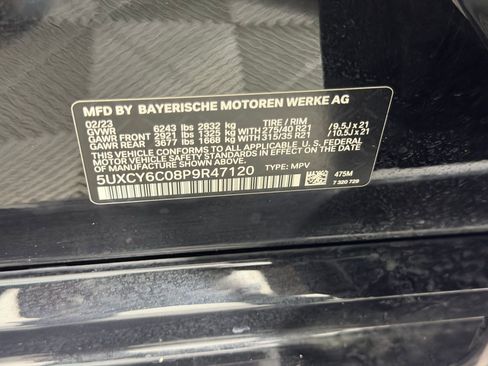 MFD BY BAYERISCHE MOTOREN WERKE AG
02/23 TIRE / RIM
GVWR 6243 lbs 2832 kg
GAWR FRONT 2921 lbs 1325 kg WITH 275/40 R21 / 9.5J x 21
GAWR REAR 3677 lbs 1668 kg WITH 315/35 R21 / 10.5J x 21
THIS VEHICLE CONFORMS TO ALL APPLICABLE U.S. FEDERAL
MOTOR VEHICLE SAFETY STANDARDS IN EFFECT ON THE
DATE OF MANUFACTURE SHOWN ABOVE.
5UXCY6C08P9R47120 TYPE: MPV
475M
7 320 729